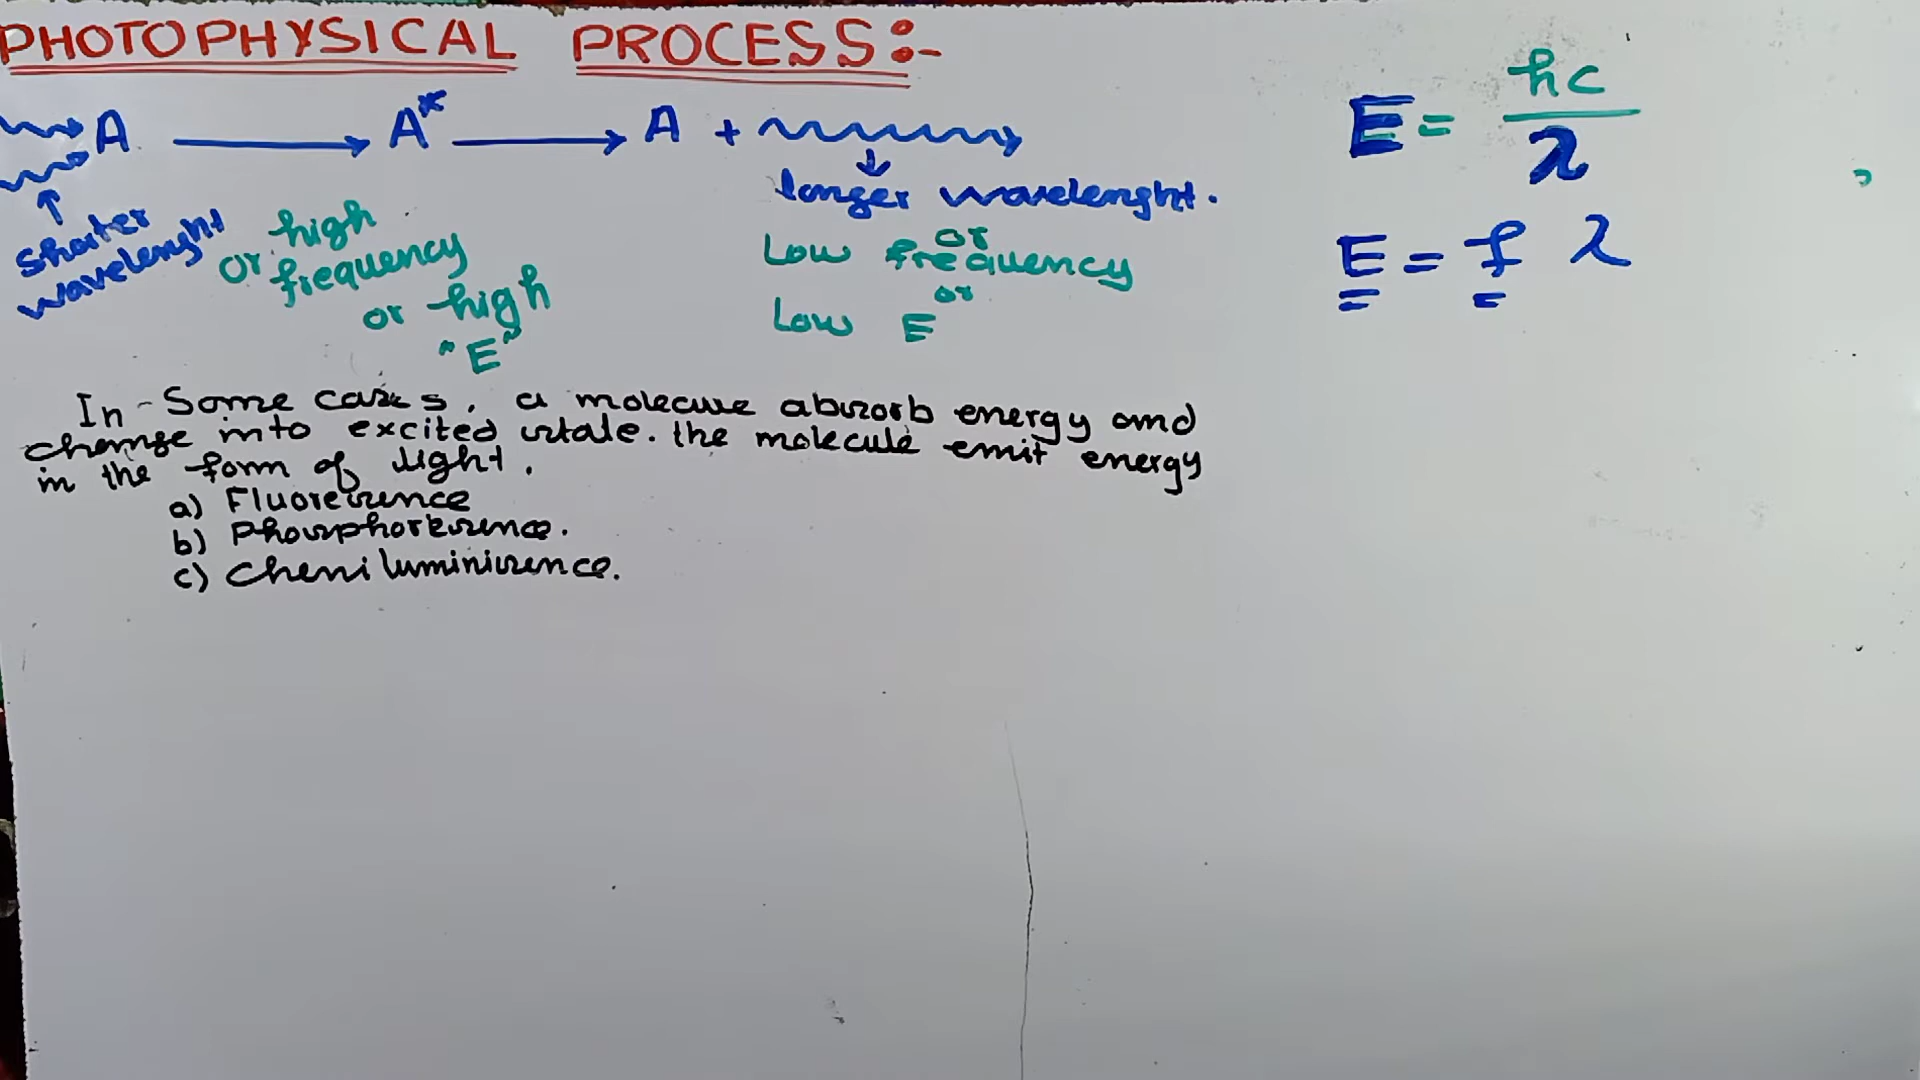 PHOTOPHYSICAL PROCESS:-
A → A* → A +
shorter wavelenght
or high frequency
or high "E"
longer wavelenght.
or
Low frequency
or
Low E
In Some cases, a molecule absorb energy and
change into excited state. the molecule emit energy
in the form of light.
a) Fluorescence
b) Phosphorescence.
c) Chemiluminisence.
E = hc/λ
E = f λ